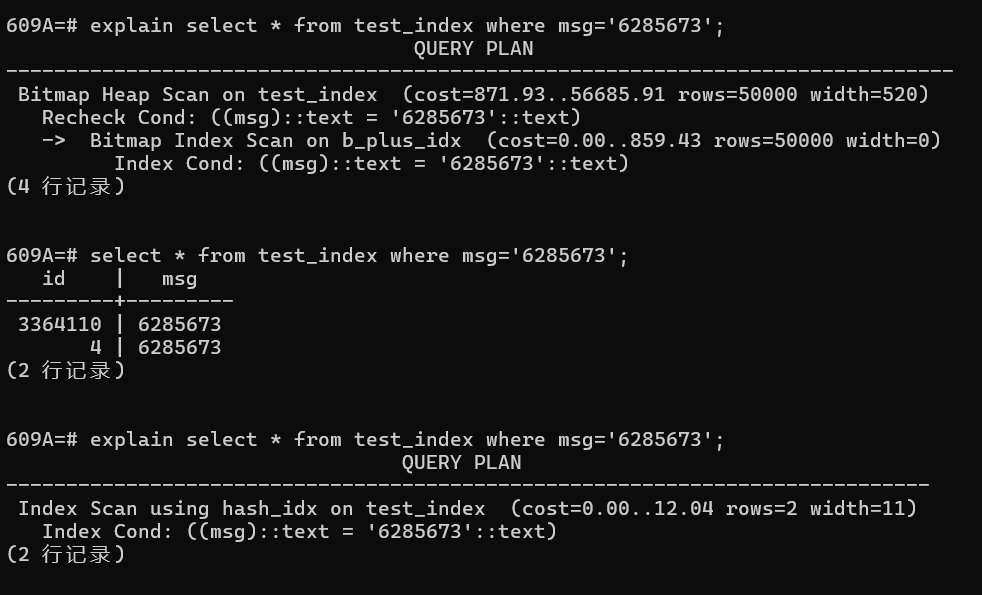 609A=# explain select * from test_index where msg='6285673';
QUERY PLAN
-------------------------------------------------------------------------------
Bitmap Heap Scan on test_index  (cost=871.93..56685.91 rows=50000 width=520)
Recheck Cond: ((msg)::text = '6285673'::text)
->  Bitmap Index Scan on b_plus_idx  (cost=0.00..859.43 rows=50000 width=0)
Index Cond: ((msg)::text = '6285673'::text)
(4 行记录)
609A=# select * from test_index where msg='6285673';
id    |   msg
---------+---------
3364110 | 6285673
4 | 6285673
(2 行记录)
609A=# explain select * from test_index where msg='6285673';
QUERY PLAN
-----------------------------------------------------------------------------
Index Scan using hash_idx on test_index  (cost=0.00..12.04 rows=2 width=11)
Index Cond: ((msg)::text = '6285673'::text)
(2 行记录)